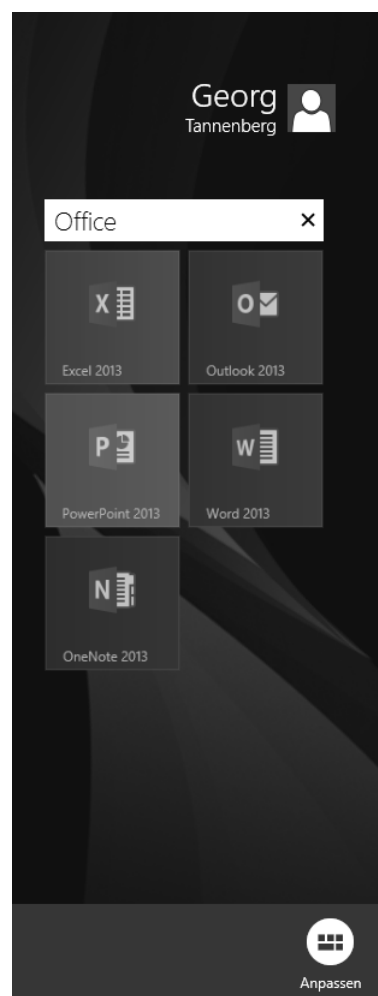 Georg
Tannenberg
Office
Excel 2013
Outlook 2013
PowerPoint 2013
Word 2013
OneNote 2013
Anpassen